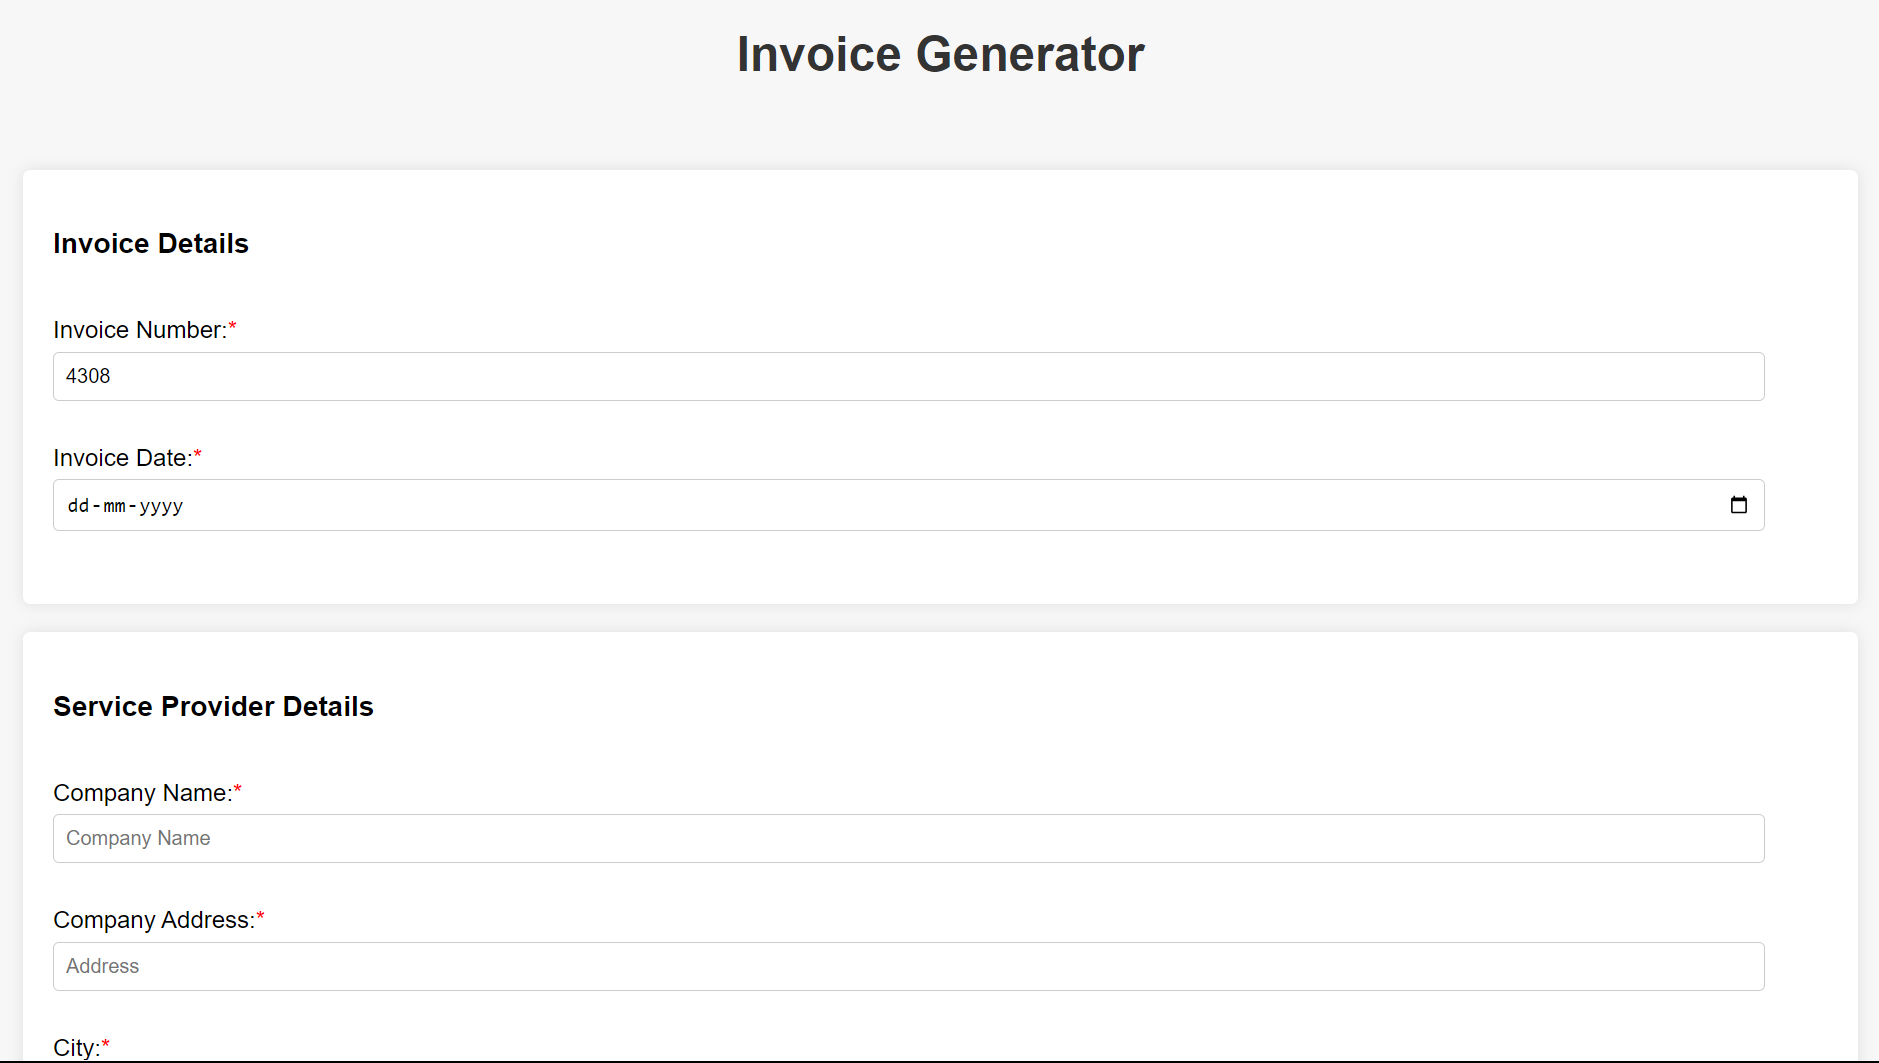 Invoice Generator
Invoice Details
Invoice Number:*
4308
Invoice Date:*
dd-mm-yyyy
Service Provider Details
Company Name:*
Company Name
Company Address:*
Address
City:*